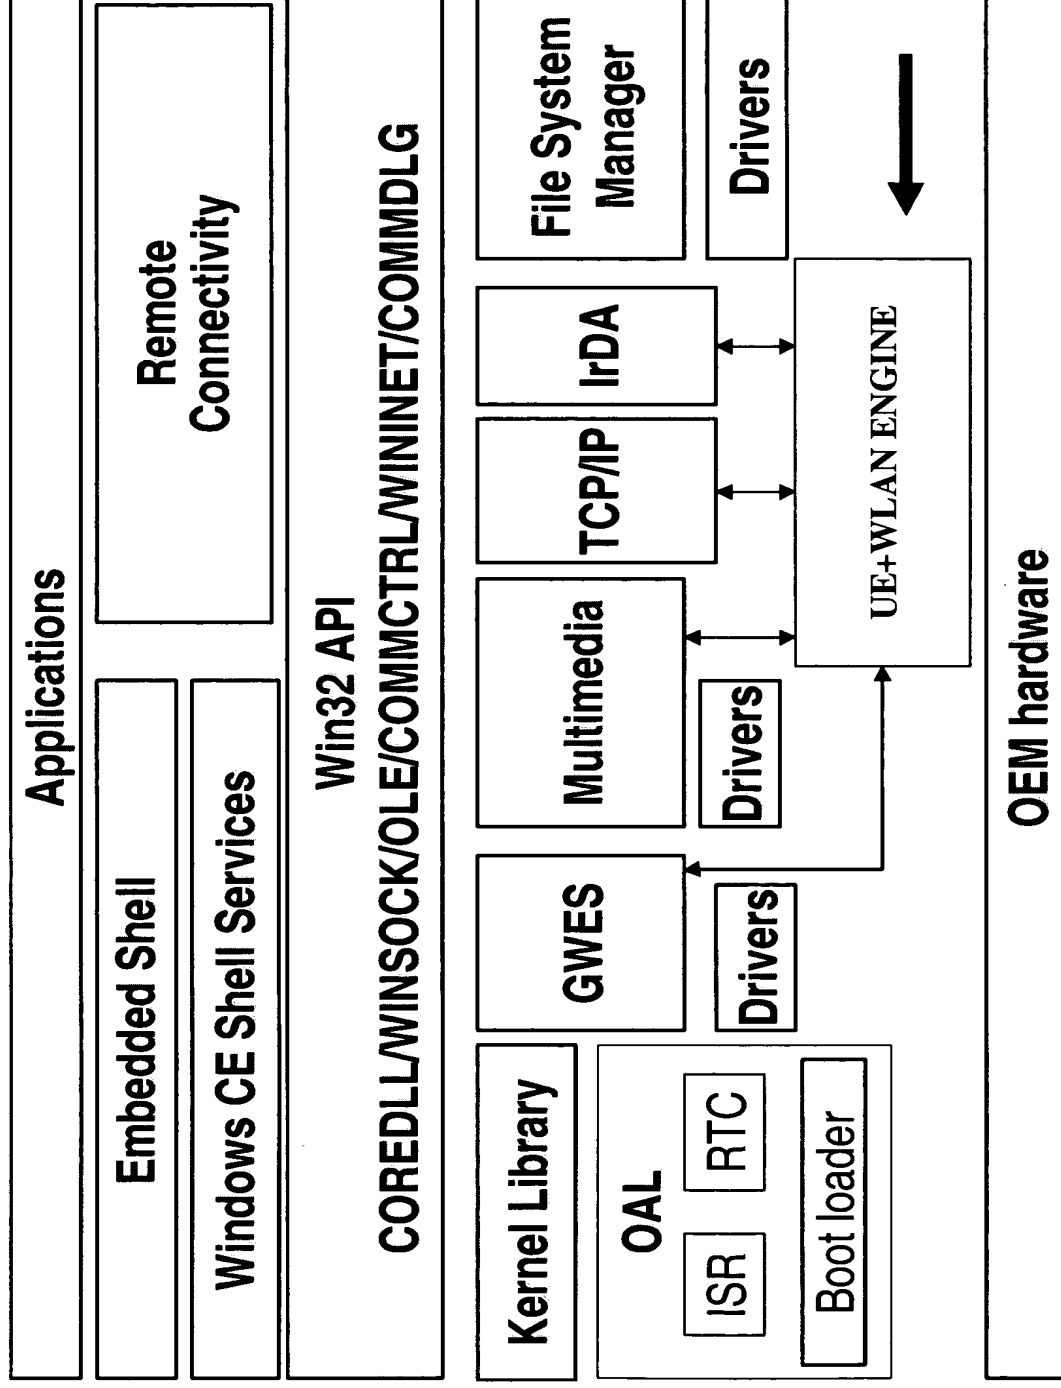 Applications
Embedded Shell
Windows CE Shell Services
Remote
Connectivity
Win32 API
COREDLL/WINSOCK/OLE/COMMCTRL/WININET/COMMDLG
Kernel Library
OAL
ISR
RTC
Boot loader
GWES
Drivers
Multimedia
Drivers
TCP/IP
IrDA
File System
Manager
Drivers
UE+WLAN ENGINE
OEM hardware